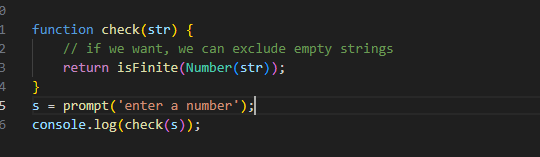 0
1 function check(str) {
2 // if we want, we can exclude empty strings
3 return isFinite(Number(str));
4 }
5 s = prompt('enter a number');
6 console.log(check(s));